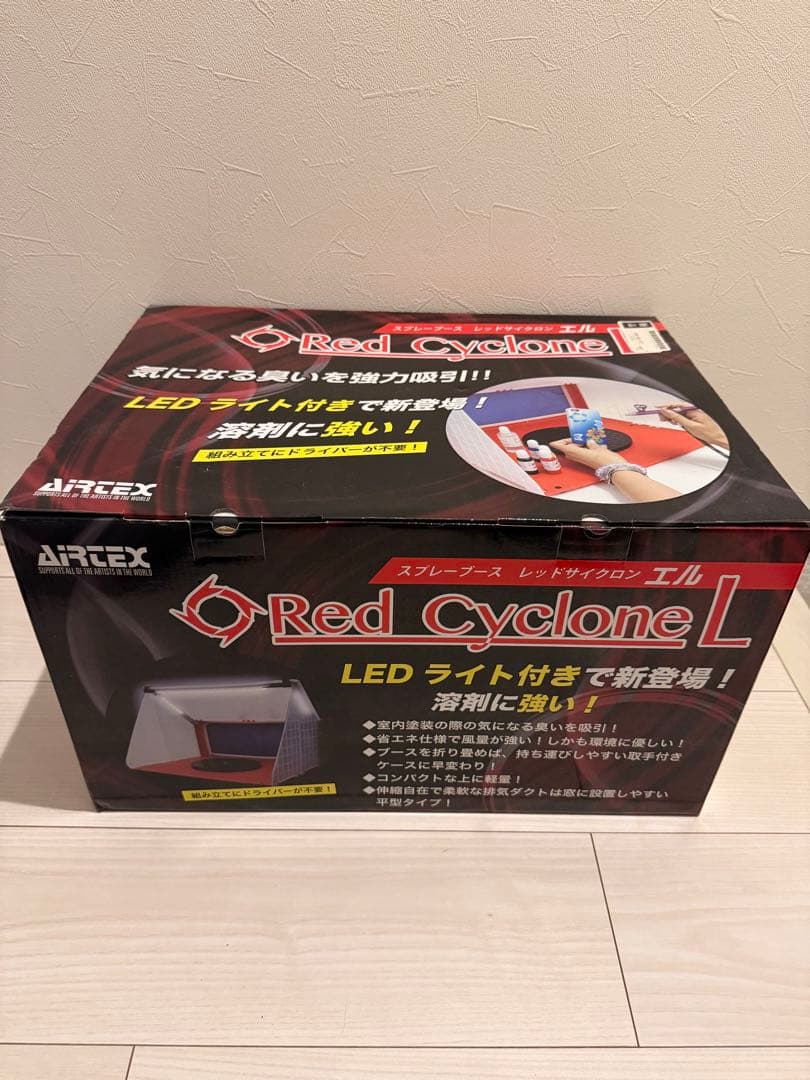 スプレーブース レッドサイクロン エル
Red Cyclone L
気になる臭いを強力吸引!!
LED ライト付きで新登場!
溶剤に強い!
組み立てにドライバーが不要!
AIRTEX
SUPPORTS ALL OF THE ARTISTS IN THE WORLD
AIRTEX
SUPPORTS ALL OF THE ARTISTS IN THE WORLD
スプレーブース レッドサイクロン エル
Red Cyclone L
LED ライト付きで新登場!
溶剤に強い!
◆室内塗装の際の気になる臭いを吸引!
◆省エネ仕様で風量が強い!しかも環境に優しい!
◆ブースを折り畳めば、持ち運びしやすい取手付き
ケースに早変わり!
◆コンパクトな上に軽量!
◆伸縮自在で柔軟な排気ダクトは窓に設置しやすい
平型タイプ!
組み立てにドライバーが不要!